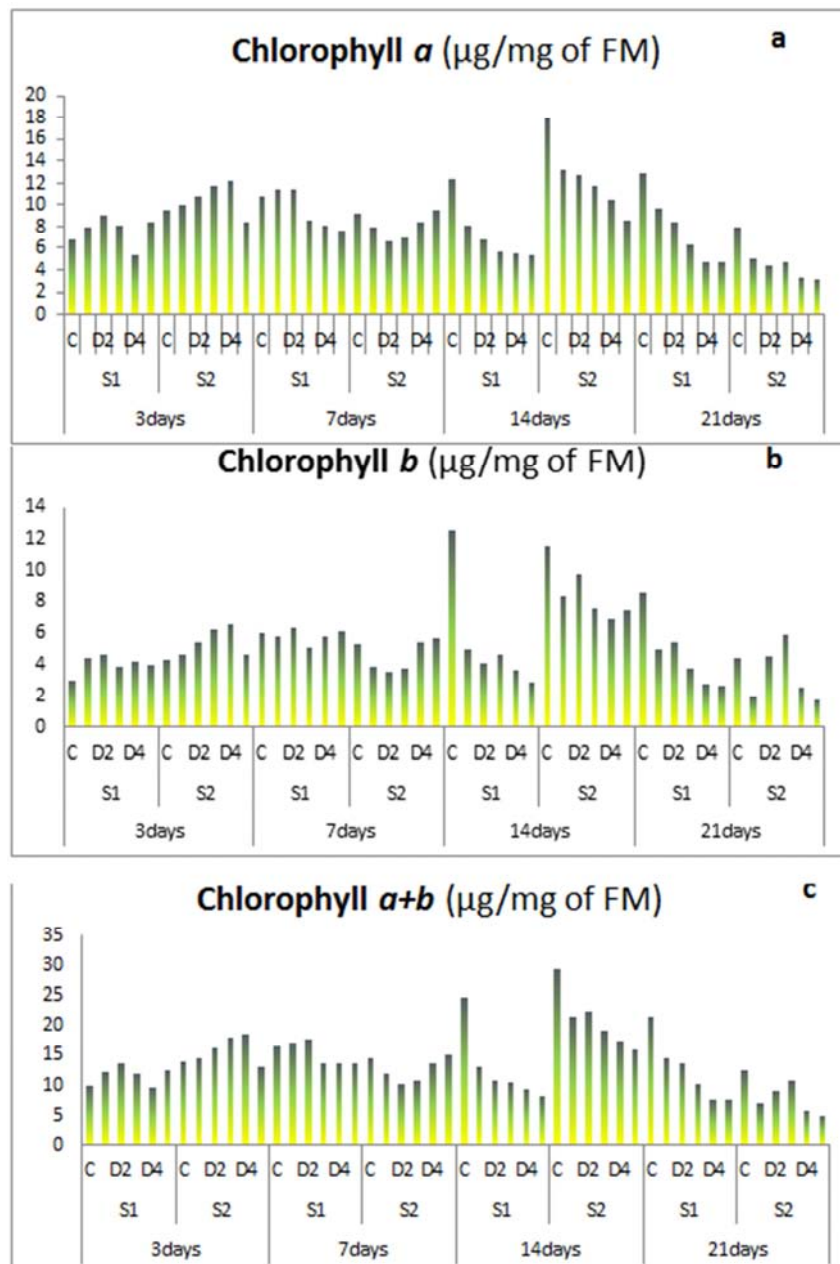 a
Chlorophyll a (µg/mg of FM)
20
18
16
14
12
10
8
6
4
2
0
C D2 D4 C D2 D4 C D2 D4 C D2 D4 C D2 D4 C D2 D4 C D2 D4 C D2 D4
S1 S2 S1 S2 S1 S2 S1 S2
3days 7days 14days 21days
Chlorophyll b (µg/mg of FM)
b
14
12
10
8
6
4
2
0
C D2 D4 C D2 D4 C D2 D4 C D2 D4 C D2 D4 C D2 D4 C D2 D4 C D2 D4
S1 S2 S1 S2 S1 S2 S1 S2
3days 7days 14days 21days
c
Chlorophyll a+b (µg/mg of FM)
35
30
25
20
15
10
5
0
C D2 D4 C D2 D4 C D2 D4 C D2 D4 C D2 D4 C D2 D4 C D2 D4 C D2 D4
S1 S2 S1 S2 S1 S2 S1 S2
3days 7days 14days 21days